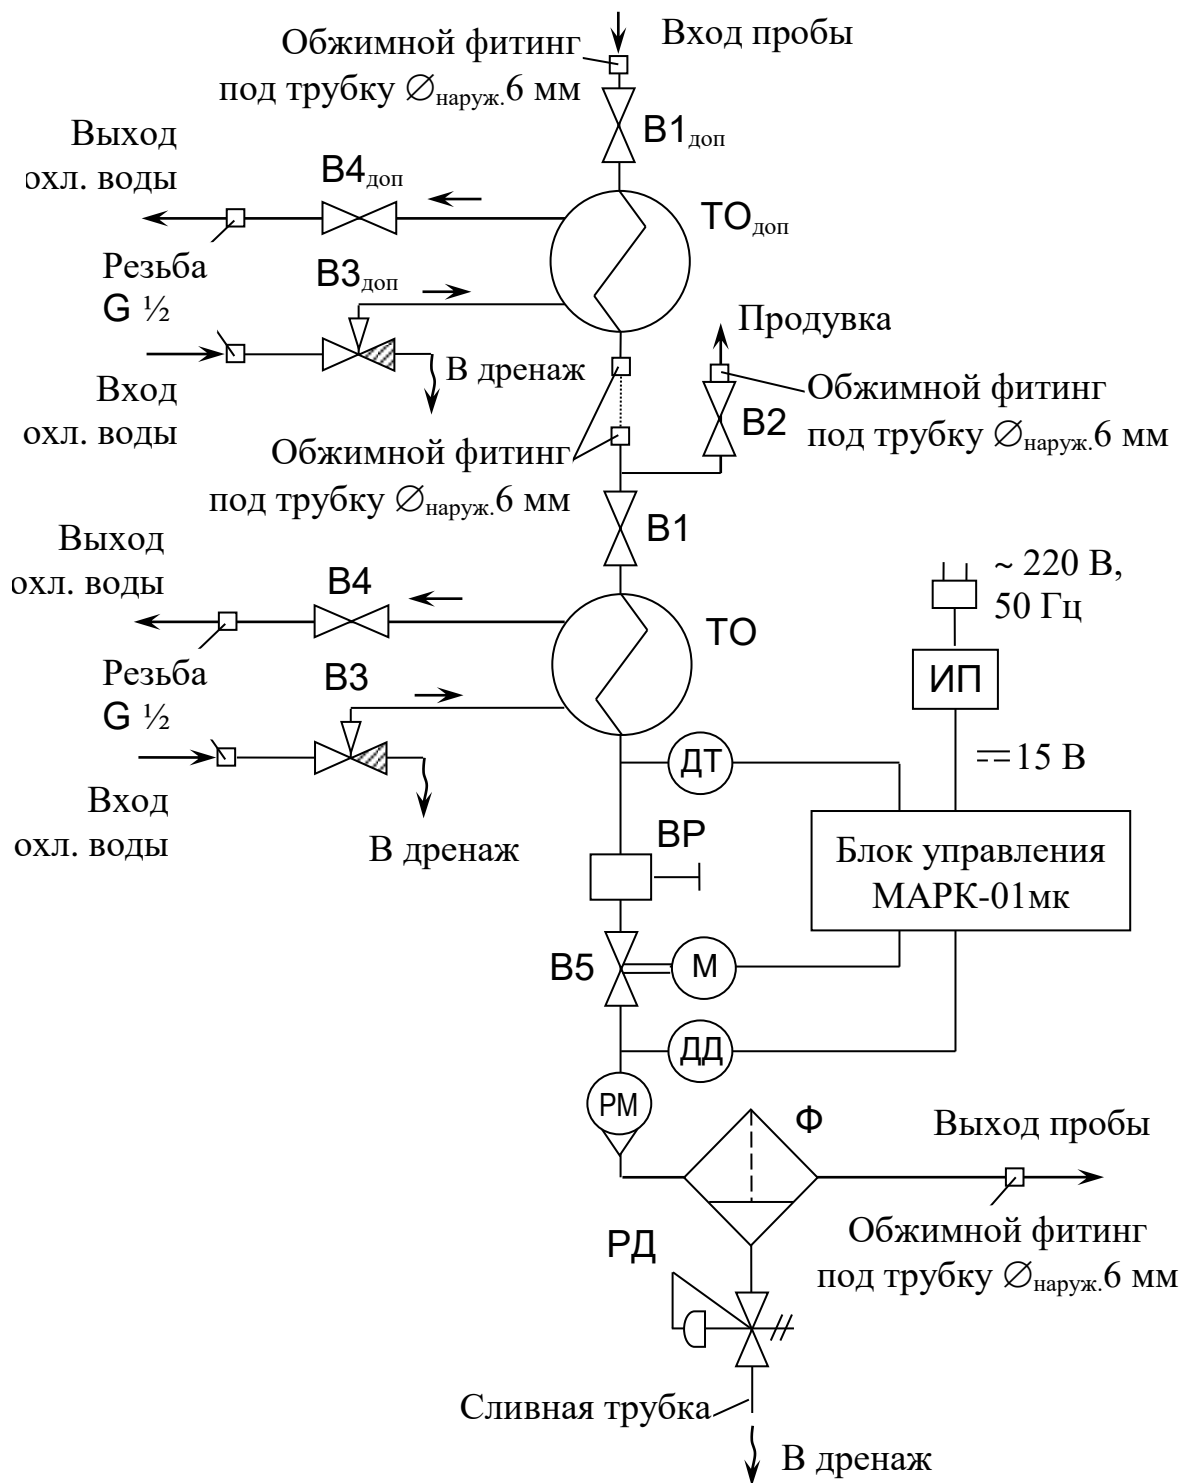 Вход пробы
Обжимной фитинг
под трубку ∅наруж.6 мм
В1доп
Выход
охл. воды
В4доп
ТОдоп
Резьба
G ½
В3доп
Вход
охл. воды
В дренаж
Продувка
Обжимной фитинг
под трубку ∅наруж.6 мм
В2
Обжимной фитинг
под трубку ∅наруж.6 мм
В1
Выход
охл. воды
В4
ТО
~ 220 В,
50 Гц
ИП
Резьба
G ½
В3
15 В
ДТ
Вход
охл. воды
В дренаж
ВР
Блок управления
МАРК-01мк
В5
М
ДД
РМ
Ф
Выход пробы
Обжимной фитинг
под трубку ∅наруж.6 мм
РД
Сливная трубка
В дренаж